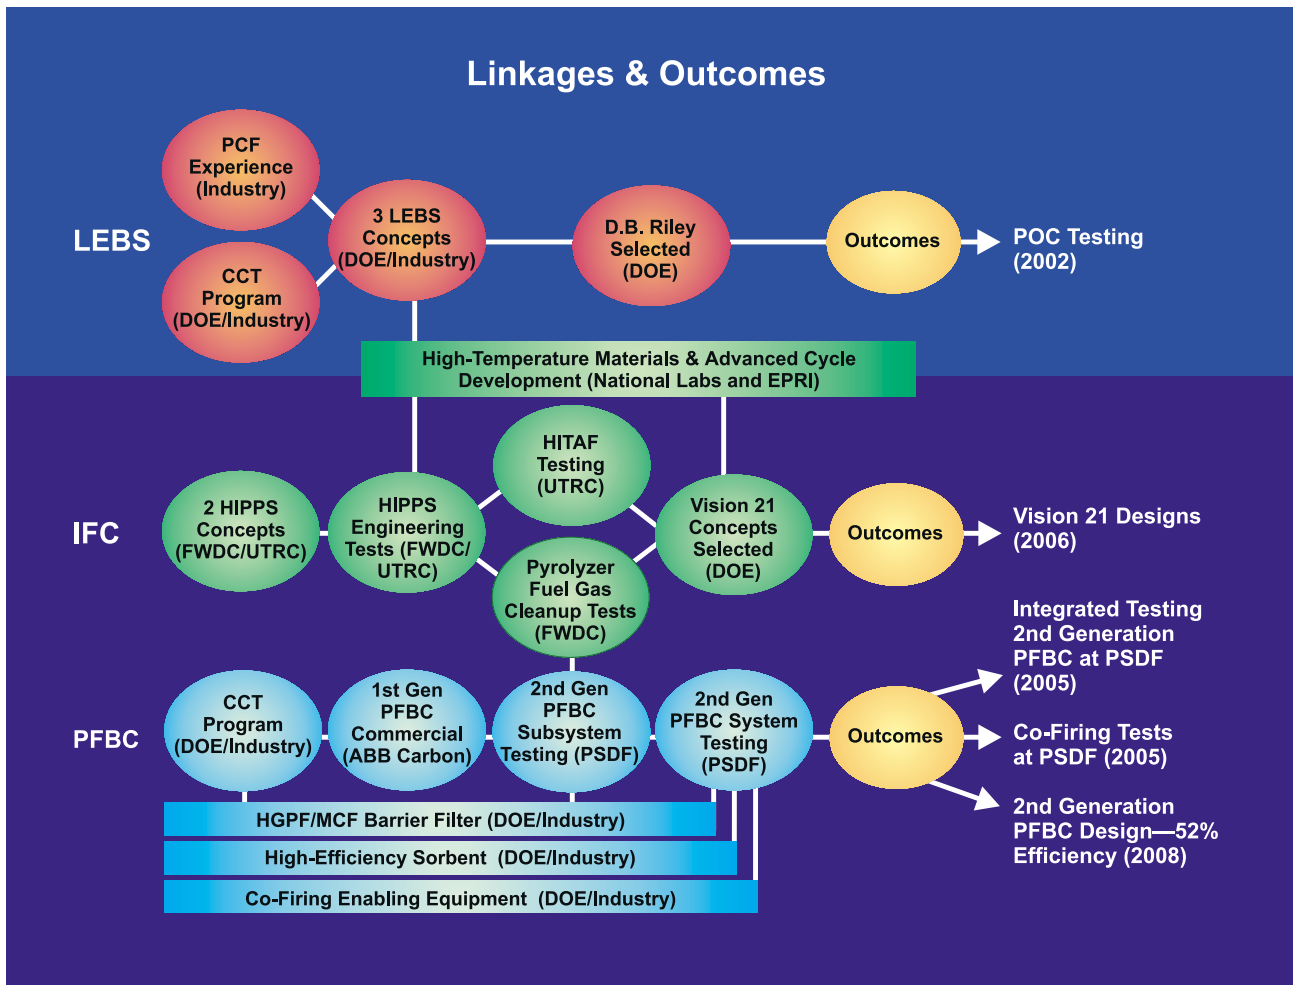 Linkages & Outcomes
LEBS
PCF
Experience
(Industry)
CCT
Program
(DOE/Industry)
3 LEBS
Concepts
(DOE/Industry)
D.B. Riley
Selected
(DOE)
Outcomes
POC Testing
(2002)
High-Temperature Materials & Advanced Cycle
Development (National Labs and EPRI)
IFC
2 HIPPS
Concepts
(FWDC/UTRC)
HIPPS
Engineering
Tests (FWDC/
UTRC)
HITAF
Testing
(UTRC)
Pyrolyzer
Fuel Gas
Cleanup Tests
(FWDC)
Vision 21
Concepts
Selected
(DOE)
Outcomes
Vision 21 Designs
(2006)
PFBC
CCT
Program
(DOE/Industry)
1st Gen
PFBC
Commercial
(ABB Carbon)
2nd Gen
PFBC
Subsystem
Testing (PSDF)
2nd Gen
PFBC System
Testing
(PSDF)
Outcomes
Integrated Testing
2nd Generation
PFBC at PSDF
(2005)
Co-Firing Tests
at PSDF (2005)
2nd Generation
PFBC Design—52%
Efficiency (2008)
HGPF/MCF Barrier Filter (DOE/Industry)
High-Efficiency Sorbent (DOE/Industry)
Co-Firing Enabling Equipment (DOE/Industry)